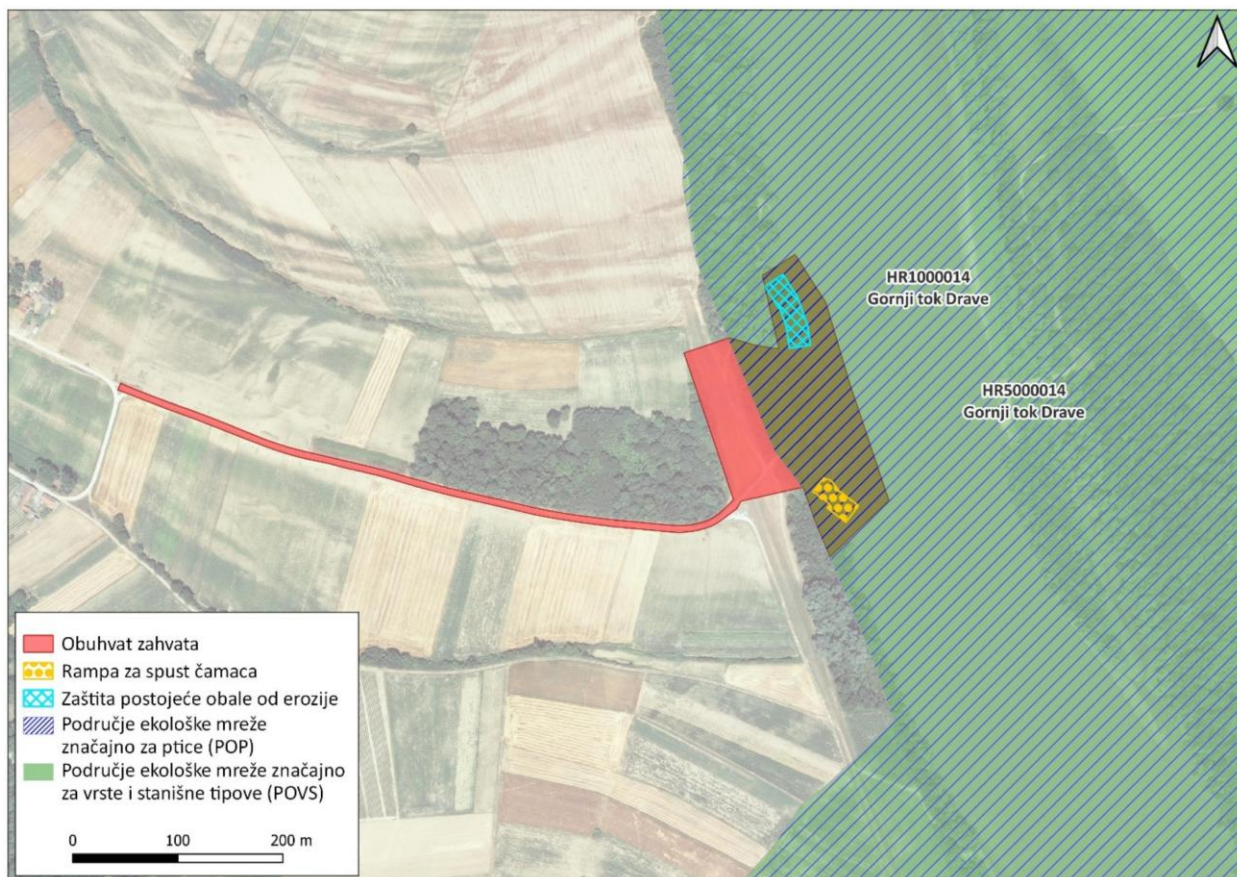 HR1000014
Gornji tok Drave
HR5000014
Gornji tok Drave
Obuhvat zahvata
Rampa za spust čamaca
Zaštita postojeće obale od erozije
Područje ekološke mreže
značajno za ptice (POP)
Područje ekološke mreže značajno
za vrste i stanišne tipove (POVS)
0 100 200 m